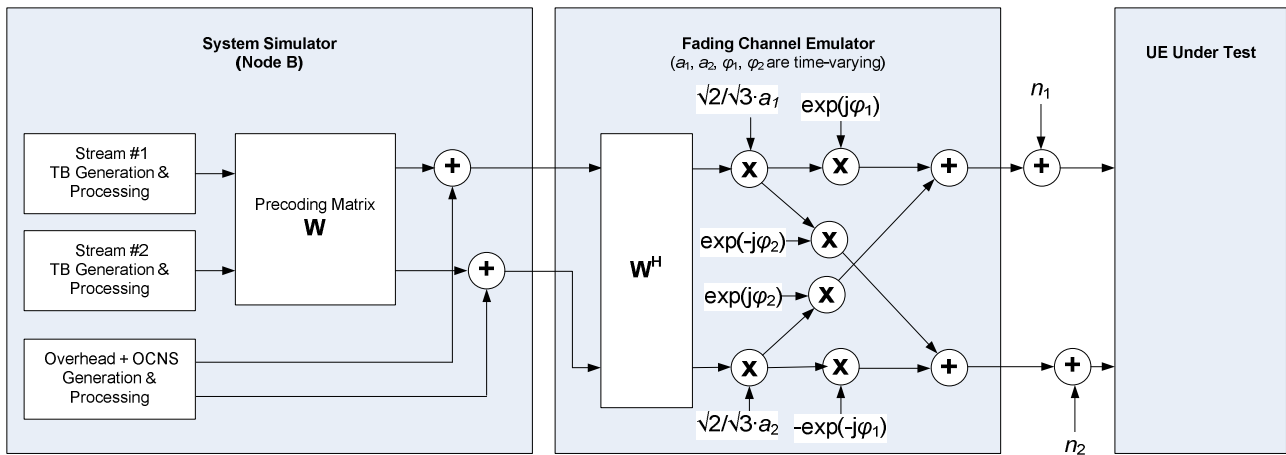 System Simulator
(Node B)
Stream #1
TB Generation &
Processing
Stream #2
TB Generation &
Processing
Overhead + OCNS
Generation &
Processing
Precoding Matrix
W
+
+
Fading Channel Emulator
(a₁, a₂, φ₁, φ₂ are time-varying)
√2/√3·a₁
exp(jφ₁)
Wᴴ
x
x
+
exp(-jφ₂)
x
exp(jφ₂)
x
x
x
+
√2/√3·a₂
-exp(-jφ₁)
n₁
+
+
n₂
UE Under Test